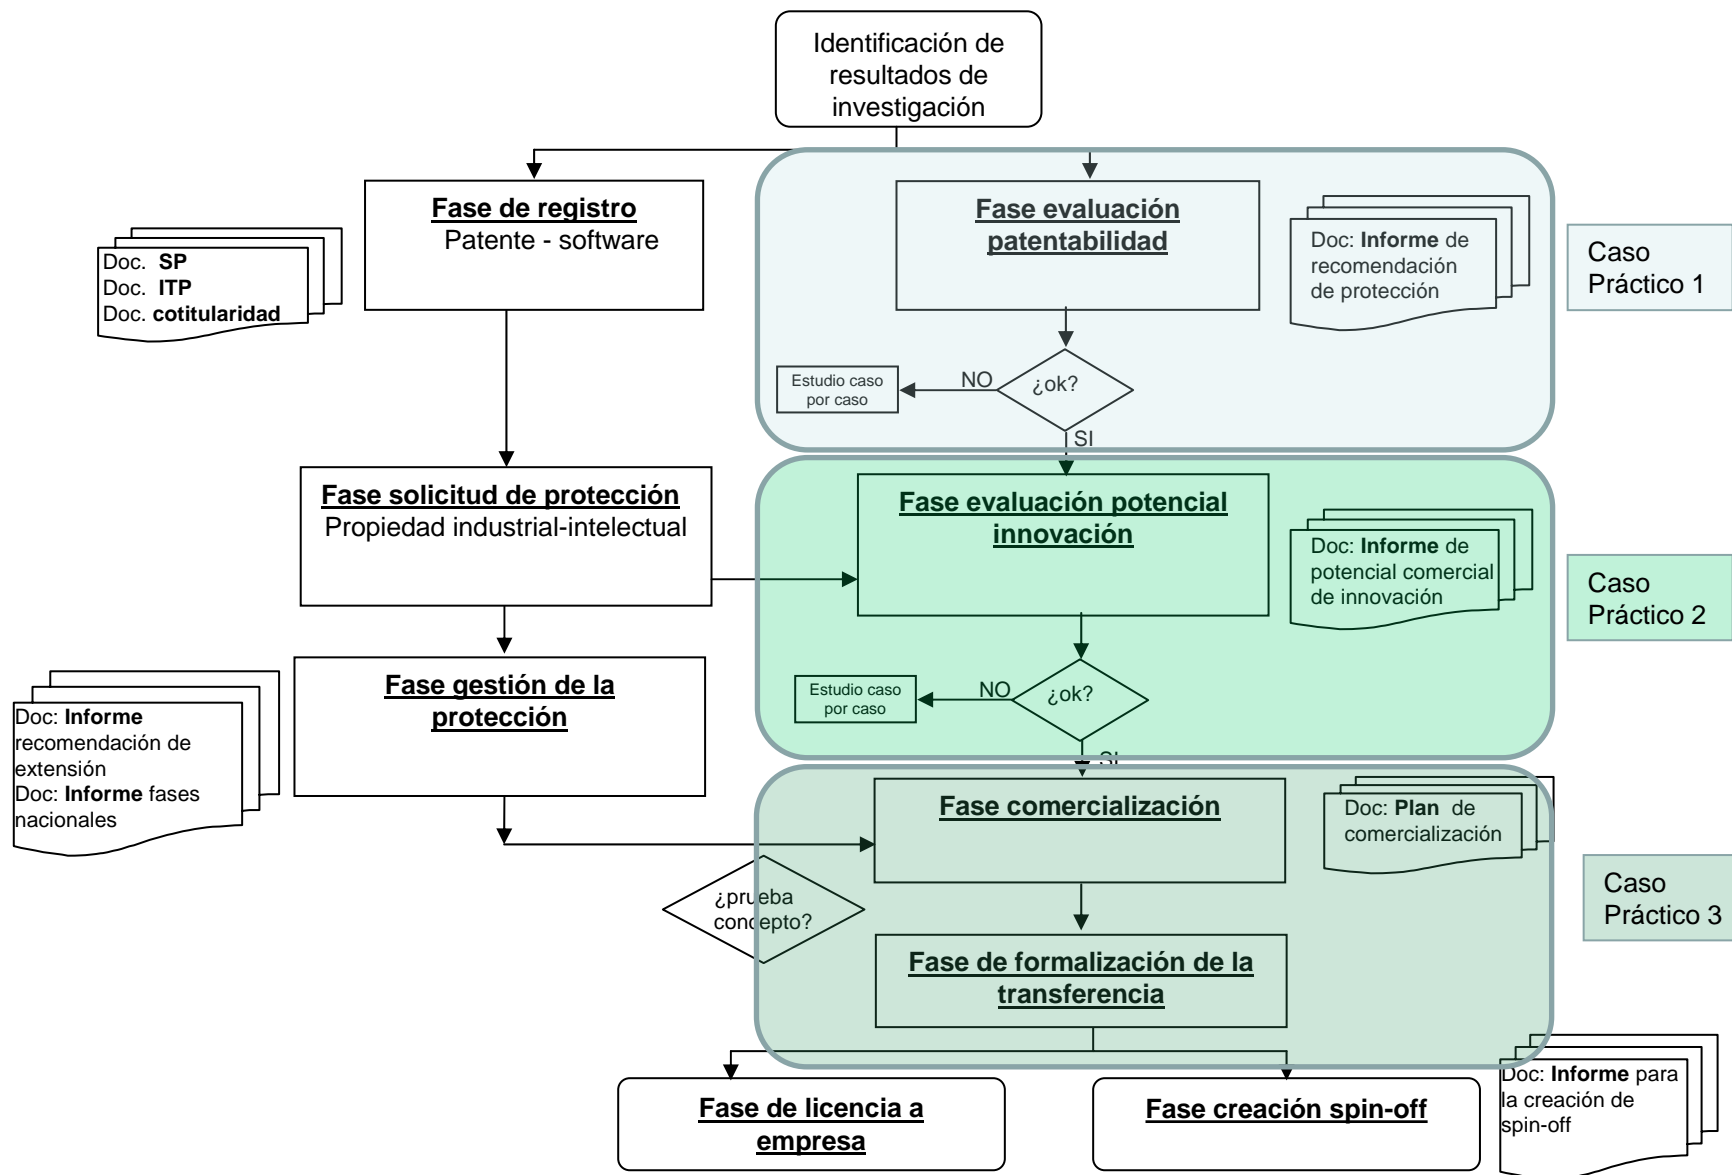 Identificación de
resultados de
investigación
Fase de registro
Patente - software
Doc. SP
Doc. ITP
Doc. cotitularidad
Fase evaluación
patentabilidad
Doc: Informe de
recomendación
de protección
Caso
Práctico 1
Estudio caso
por caso
NO
¿ok?
SI
Fase solicitud de protección
Propiedad industrial-intelectual
Fase evaluación potencial
innovación
Doc: Informe de
potencial comercial
de innovación
Caso
Práctico 2
Fase gestión de la
protección
Estudio caso
por caso
NO
¿ok?
SI
Doc: Informe
recomendación de
extensión
Doc: Informe fases
nacionales
Fase comercialización
Doc: Plan de
comercialización
¿prueba
concepto?
Caso
Práctico 3
Fase de formalización de la
transferencia
Fase de licencia a
empresa
Fase creación spin-off
Doc: Informe para
la creación de
spin-off